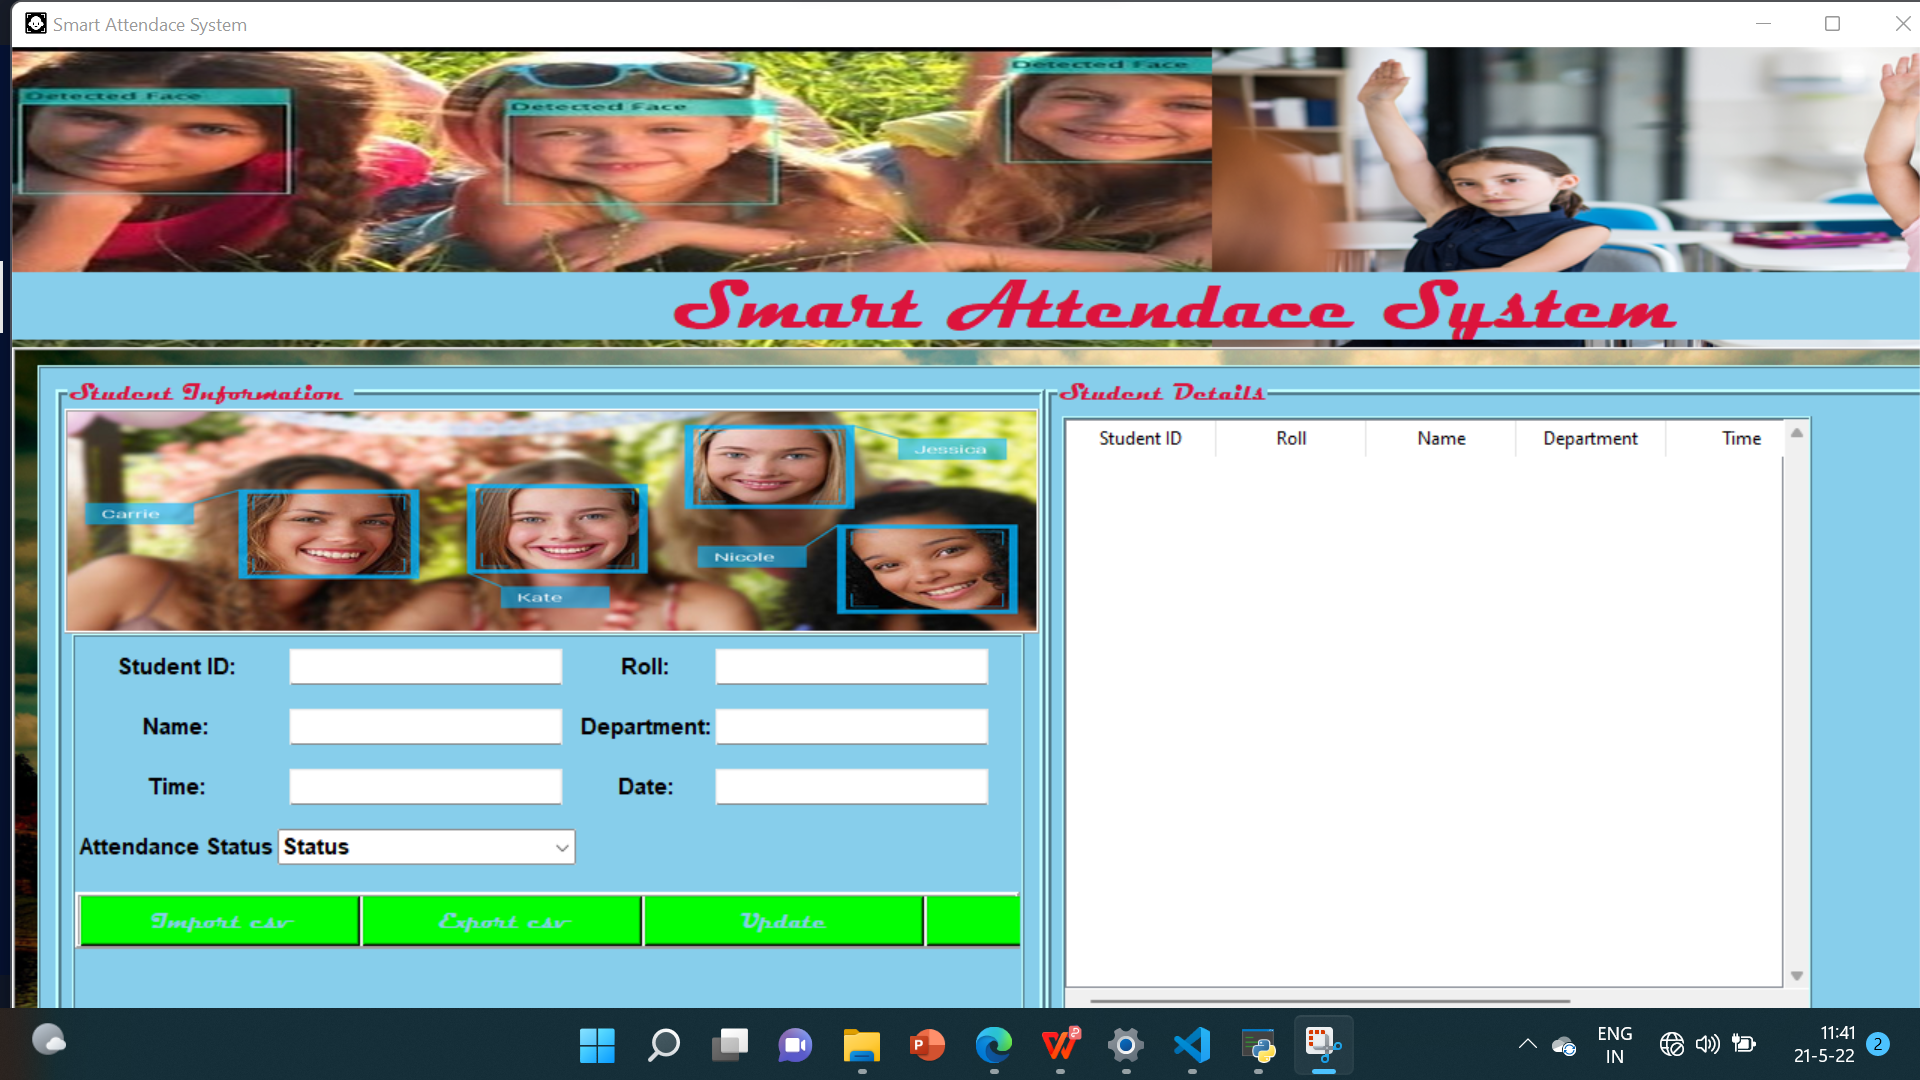 Smart Attendace System
Detected Face
Detected Face
Detected Face
Smart Attendace System
Student Information
Student Details
Jessica
Carrie
Nicole
Kate
Student ID Roll Name Department Time
Student ID: Roll:
Name: Department:
Time: Date:
Attendance Status Status
Import csv Export csv Update
ENG
IN
11:41
21-5-22
2